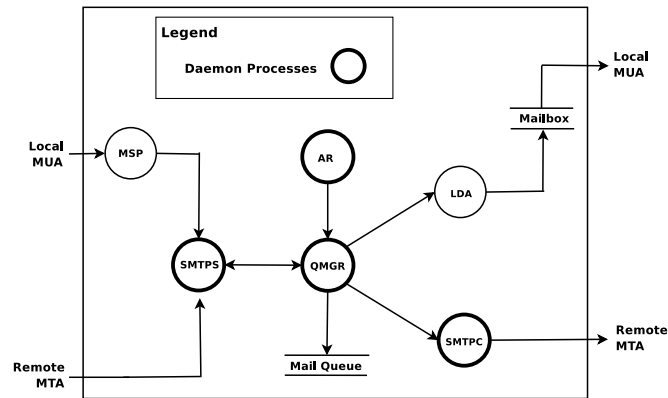 Legend
Daemon Processes
Local
MUA
Mailbox
Local
MUA
MSP
AR
LDA
SMTPS
QMGR
SMTPC
Remote
MTA
Mail Queue
Remote
MTA